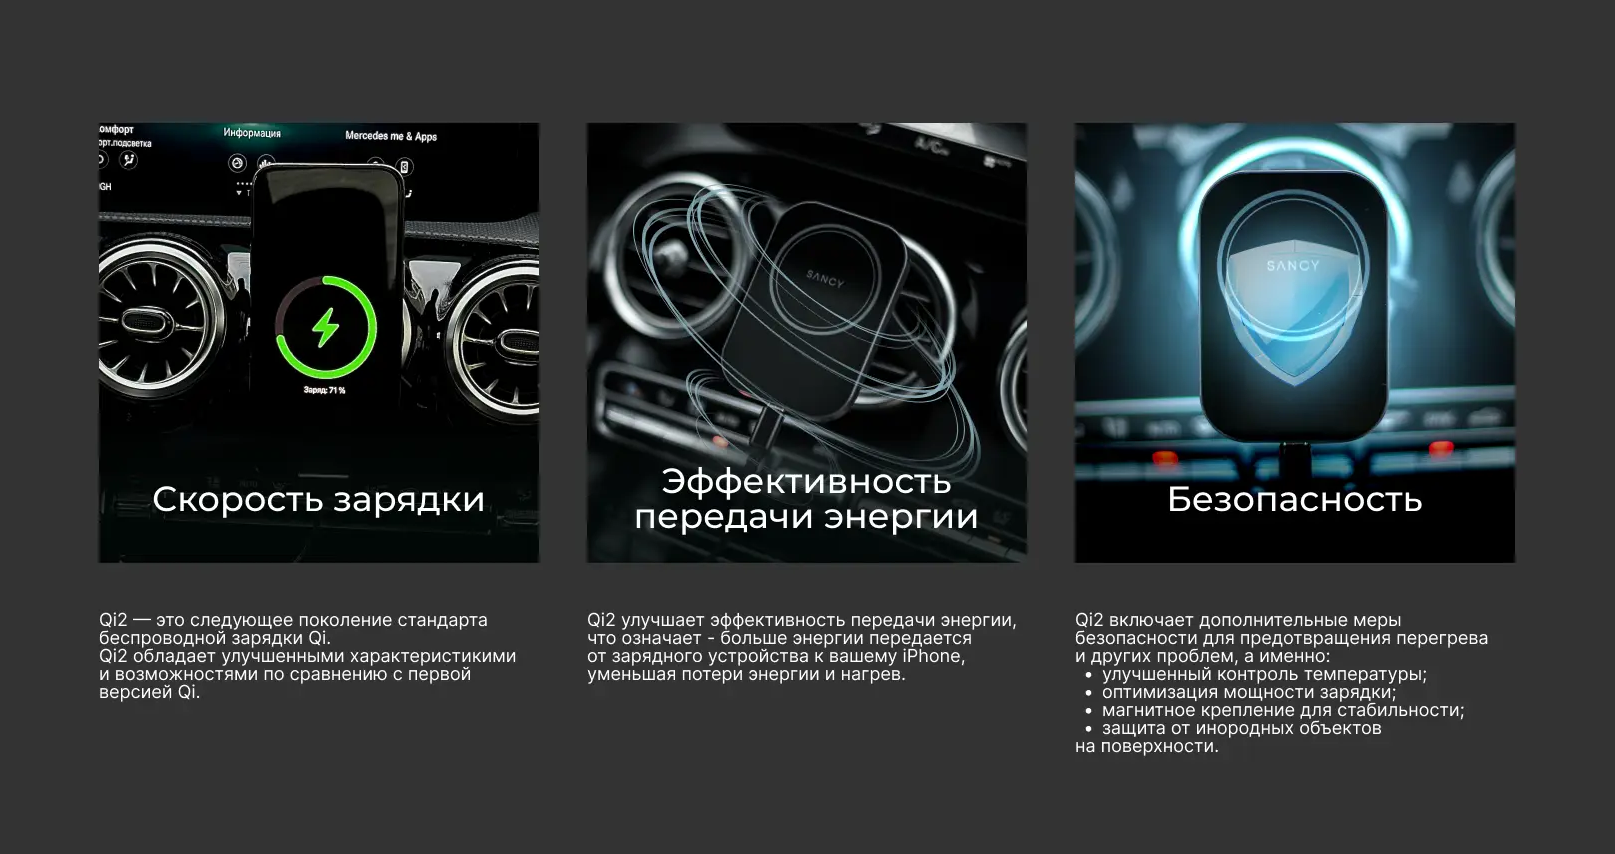 омфорт
орт.подсветка
Информация
Mercedes me & Apps
Заряд: 71 %
Скорость зарядки
Qi2 — это следующее поколение стандарта
беспроводной зарядки Qi.
Qi2 обладает улучшенными характеристикими
и возможностями по сравнению с первой
версией Qi.
A/C
SANCY
Эффективность
передачи энергии
Qi2 улучшает эффективность передачи энергии,
что означает - больше энергии передается
от зарядного устройства к вашему iPhone,
уменьшая потери энергии и нагрев.
SANCY
Безопасность
Qi2 включает дополнительные меры
безопасности для предотвращения перегрева
и других проблем, а именно:
• улучшенный контроль температуры;
• оптимизация мощности зарядки;
• магнитное крепление для стабильности;
• защита от инородных объектов
на поверхности.